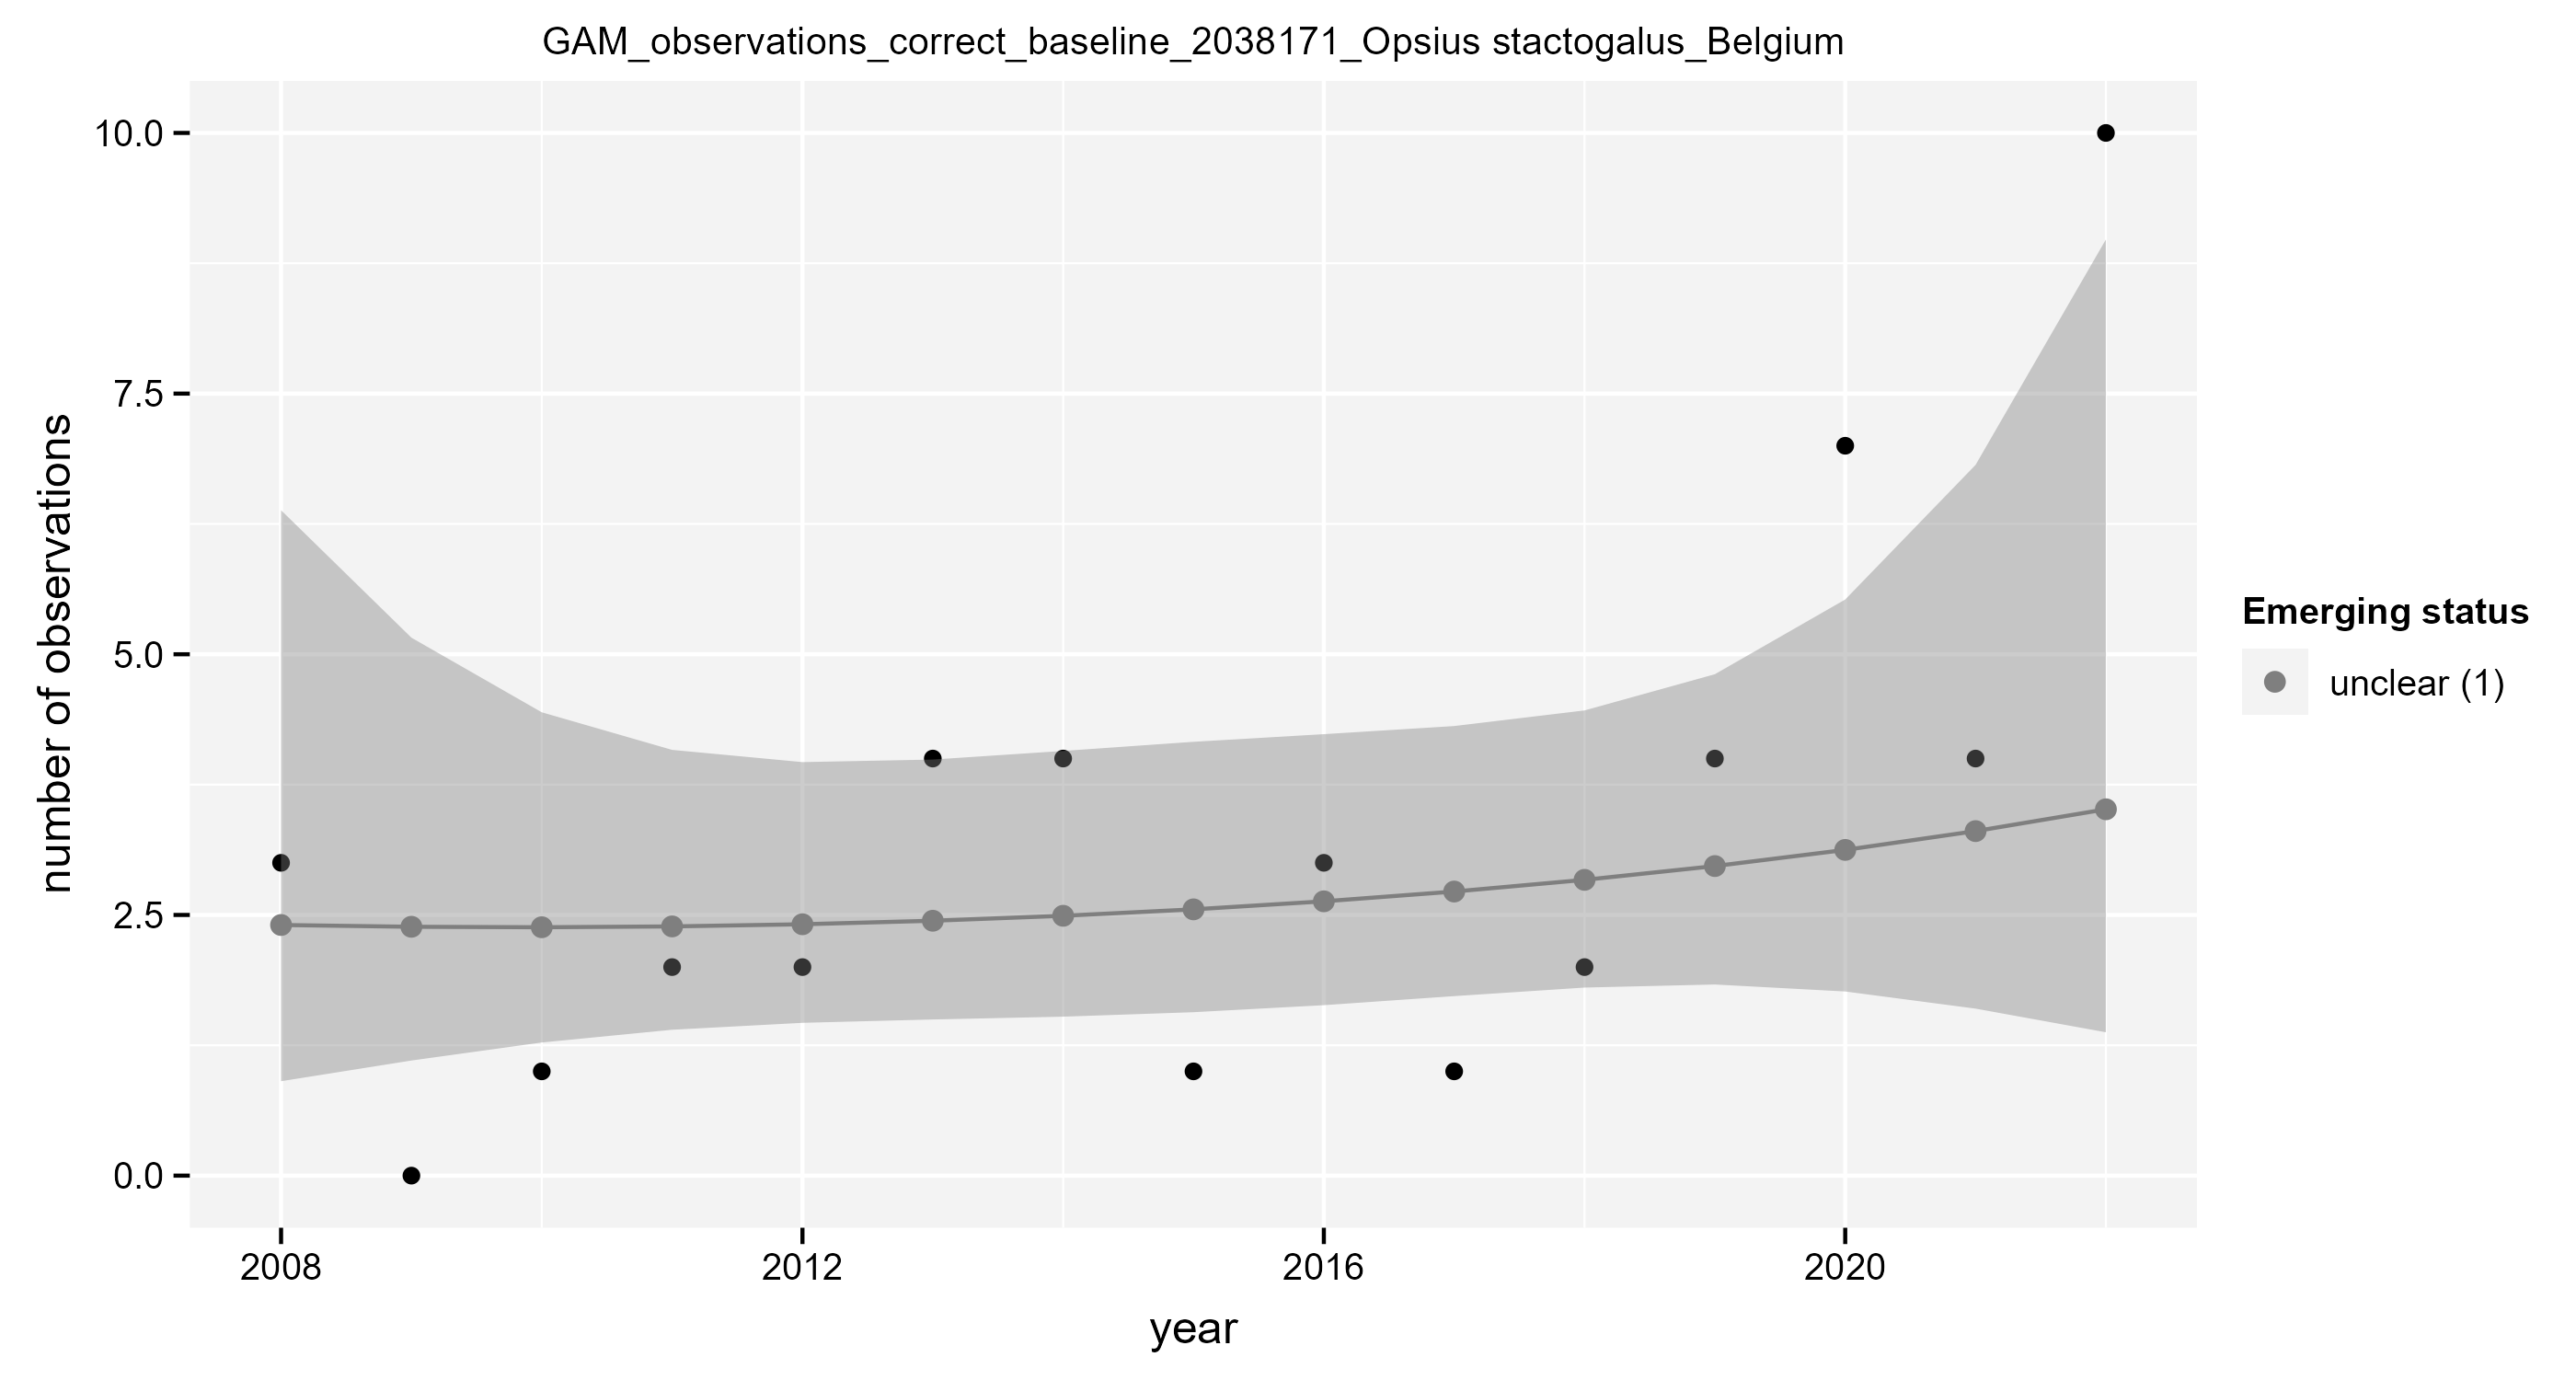 GAM_observations_correct_baseline_2038171_Opsius stactogalus_Belgium
number of observations
10.0
7.5
5.0
2.5
0.0
2008 2012 2016 2020
year
Emerging status
unclear (1)